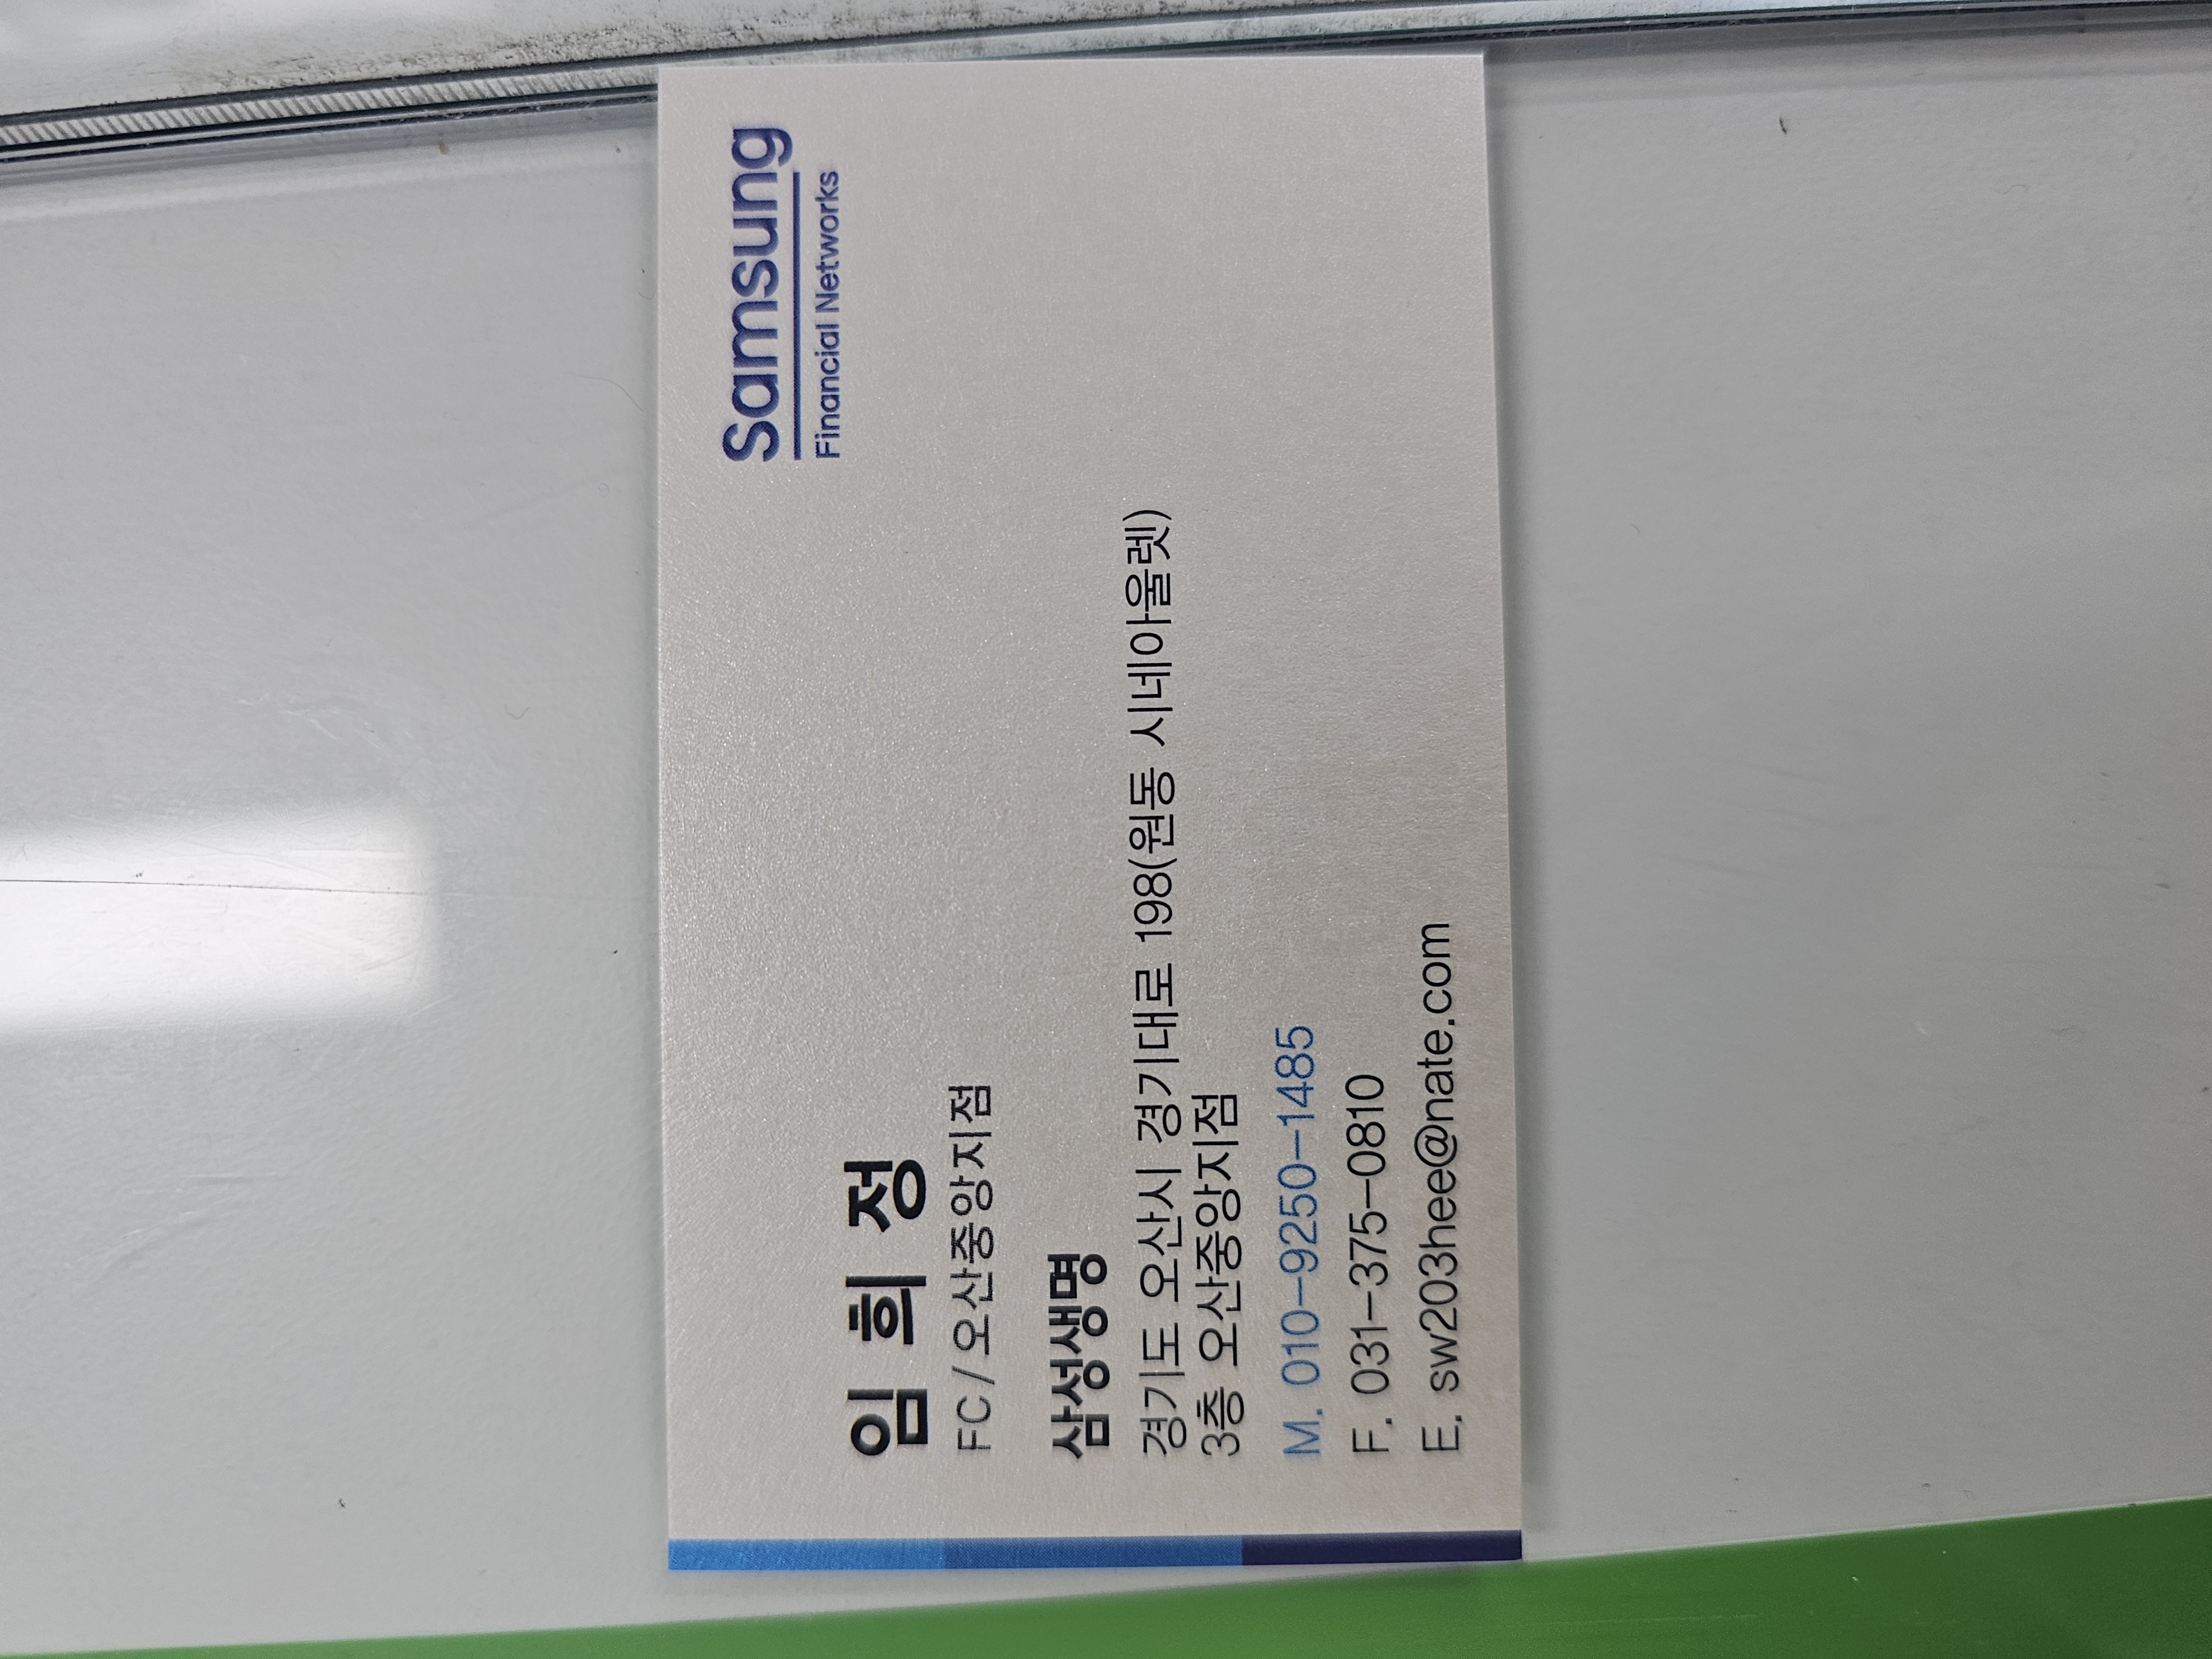 Samsung
Financial Networks
임 희 정
FC / 오산중앙지점
삼성생명
경기도 오산시 경기대로 198(원동 시네아울렛)
3층 오산중앙지점
M. 010-9250-1485
F. 031-375-0810
E. sw203hee@nate.com